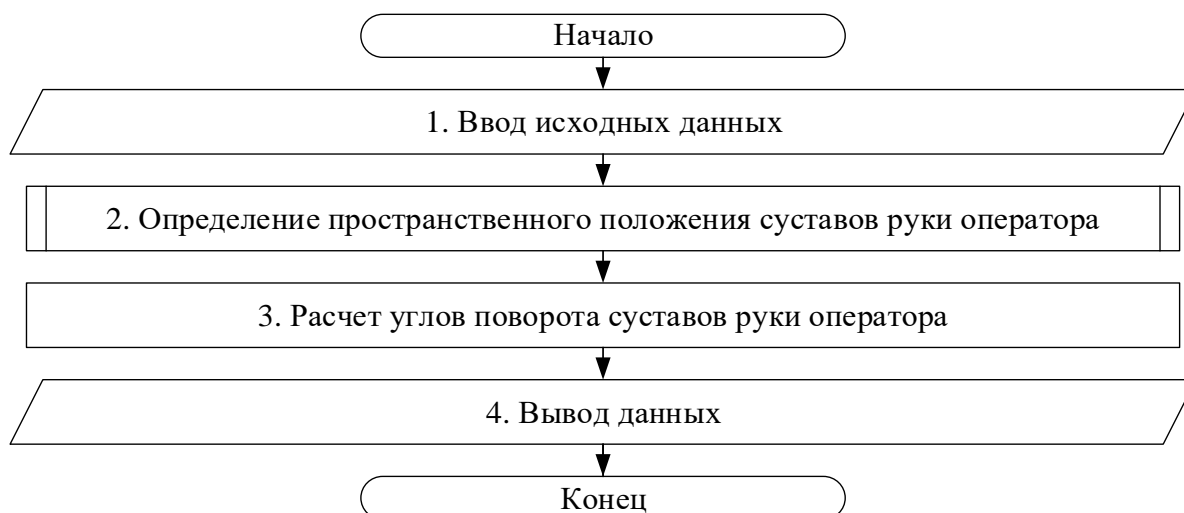 Начало
1. Ввод исходных данных
2. Определение пространственного положения суставов руки оператора
3. Расчет углов поворота суставов руки оператора
4. Вывод данных
Конец